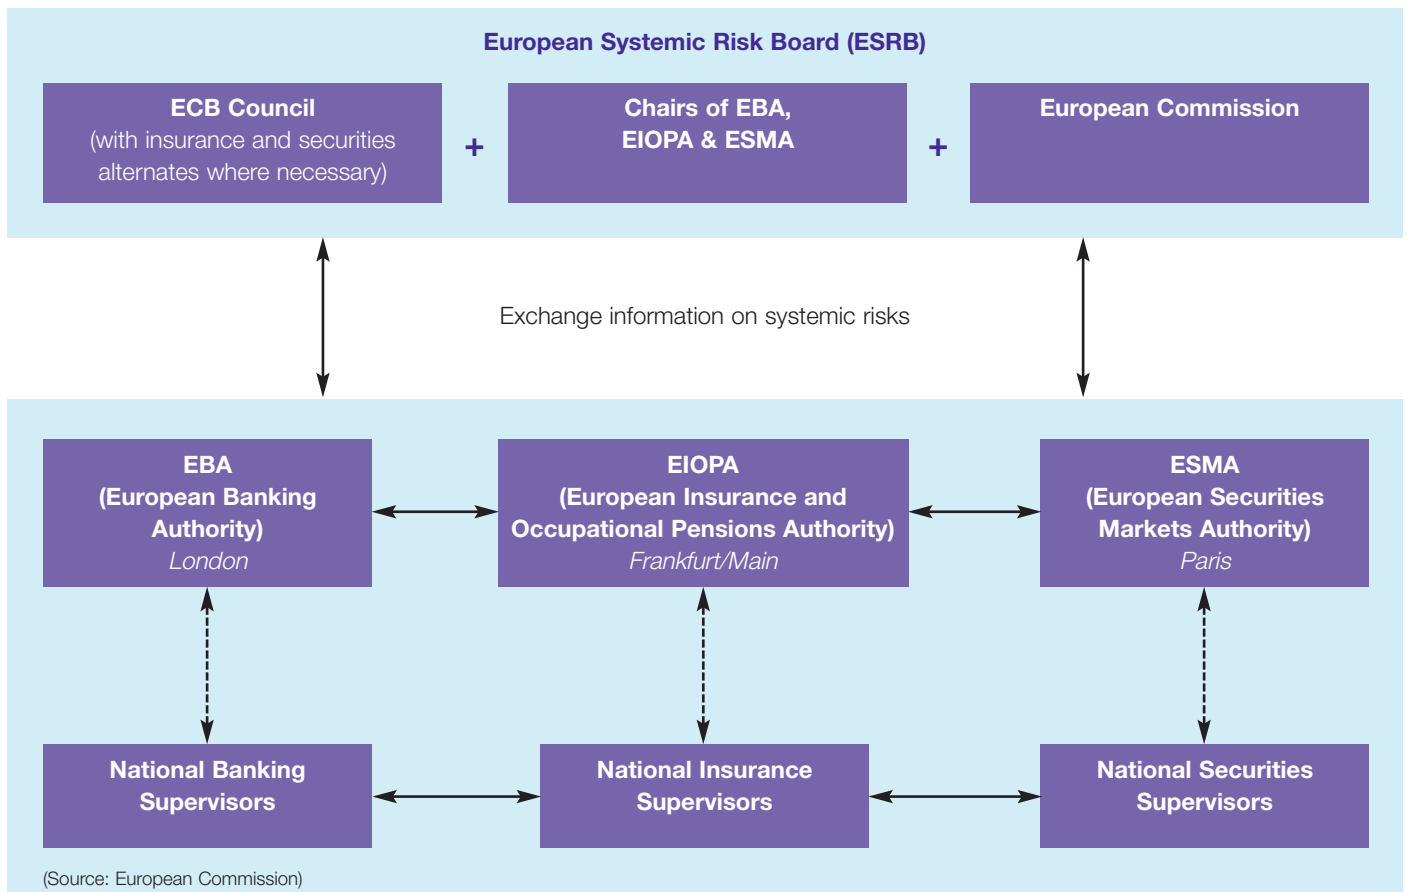 European Systemic Risk Board (ESRB)
ECB Council
(with insurance and securities
alternates where necessary)
+
Chairs of EBA,
EIOPA & ESMA
+
European Commission
Exchange information on systemic risks
EBA
(European Banking
Authority)
London
EIOPA
(European Insurance and
Occupational Pensions Authority)
Frankfurt/Main
ESMA
(European Securities
Markets Authority)
Paris
National Banking
Supervisors
National Insurance
Supervisors
National Securities
Supervisors
(Source: European Commission)